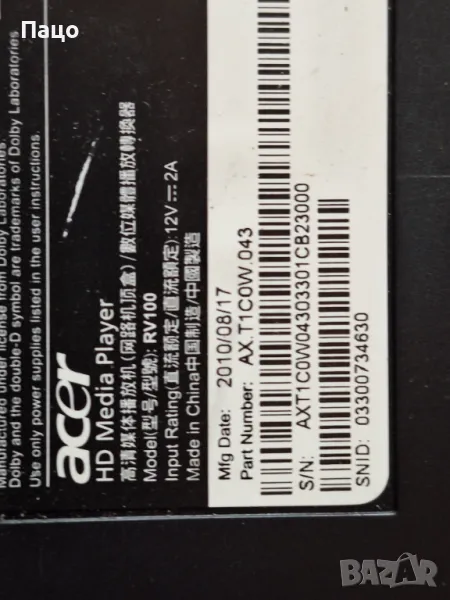 Пацо
Manufactured under license from Dolby Laboratories.
Dolby and the double-D symbol are trademarks of Dolby Laboratories
Use only power supplies listed in the user instructions.
acer
HD Media Player
高清媒体播放机(网路机顶盒)/數位媒體播放轉換器
Model(型号/型號): RV100
Input Rating(直流额定/直流額定):12V⎓2A
Made in China中国制造/中國製造
Mfg Date: 2010/08/17
Part Number: AX.T1C0W.043
S/N: AXT1C0W04303301CB23000
SNID: 03300734630
BAZAR